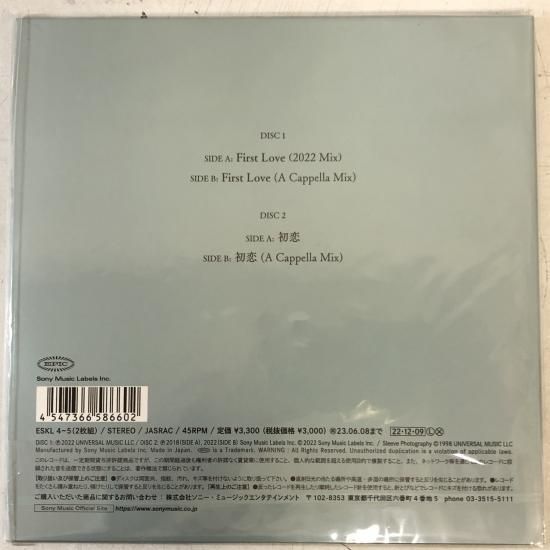 DISC 1
SIDE A: First Love (2022 Mix)
SIDE B: First Love (A Cappella Mix)
DISC 2
SIDE A: 初恋
SIDE B: 初恋 (A Cappella Mix)
EPIC
Sony Music Labels Inc.
4547366586602
ESKL 4~5(2枚組) / STEREO / JASRAC / 45RPM / 定価 ¥3,300 (税抜価格 ¥3,000) 23.06.08まで 22·12·09 Ⓛ Ⓧ
DISC 1: ℗2022 UNIVERSAL MUSIC LLC / DISC 2: ℗2018(SIDE A), 2022(SIDE B) Sony Music Labels Inc. ©2022 Sony Music Labels Inc. / Sleeve Photography ©1998 UNIVERSAL MUSIC LLC
Manufactured by Sony Music Labels Inc. Made in Japan. EPIC is a Trademark. WARNING : All Rights Reserved. Unauthorized duplication is a violation of applicable laws.
ご購入いただいた商品に関するお問い合わせ:株式会社ソニー・ミュージックエンタテインメント 〒102-8353 東京都千代田区六番町4番地5 phone 03-3515-5111
Sony Music Official Site https://www.sonymusic.co.jp